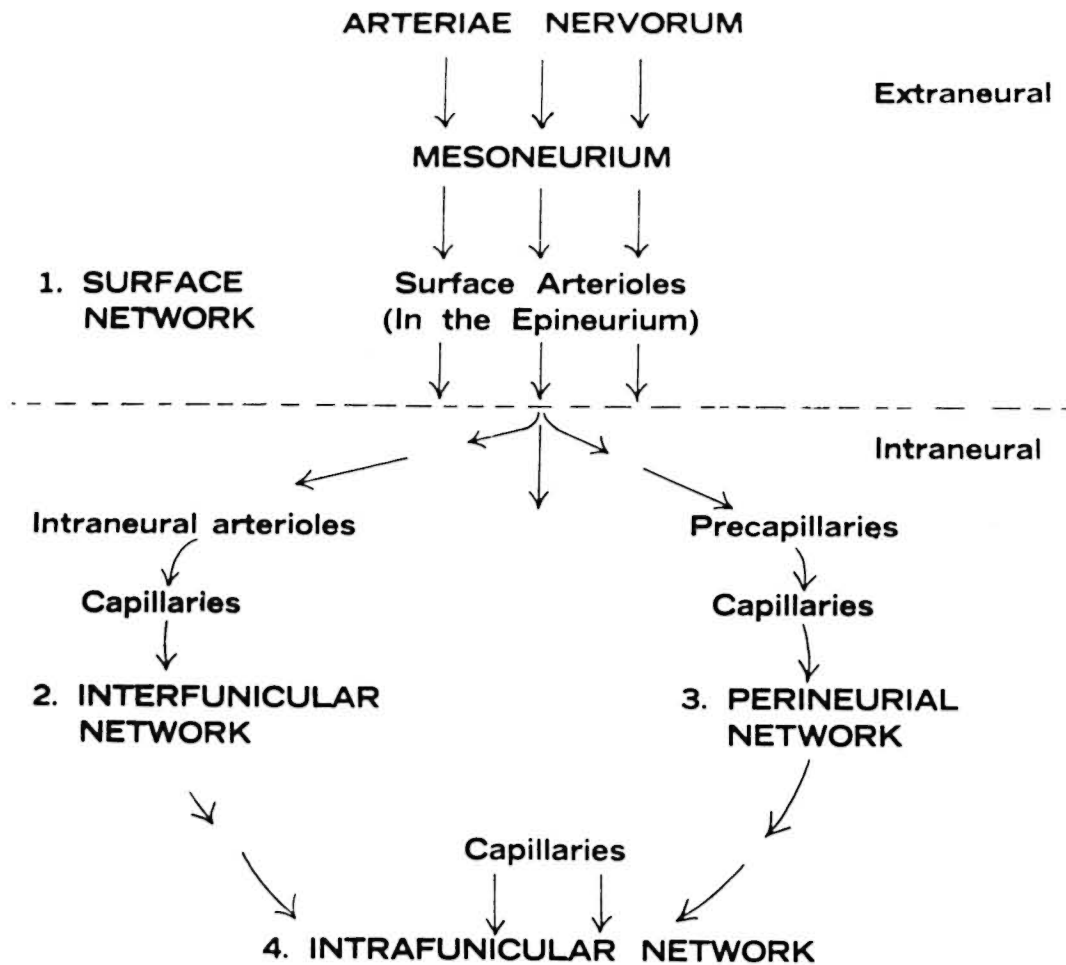 ARTERIAE NERVORUM
Extraneural
MESONEURIUM
1. SURFACE
NETWORK
Surface Arterioles
(In the Epineurium)
Intraneural
Intraneural arterioles
Precapillaries
Capillaries
Capillaries
2. INTERFUNICULAR
NETWORK
3. PERINEURIAL
NETWORK
Capillaries
4. INTRAFUNICULAR NETWORK